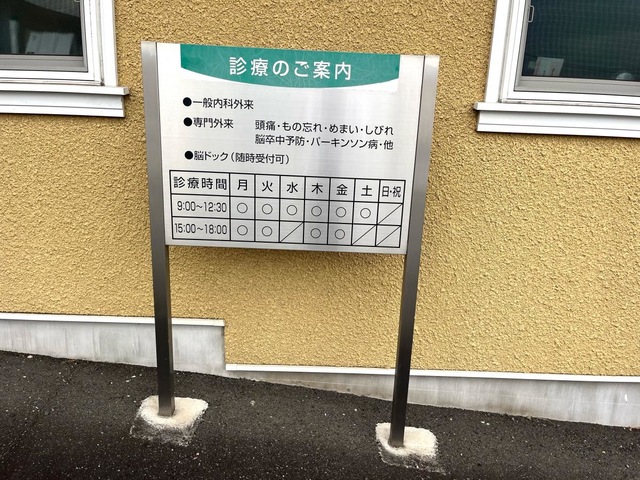 診療のご案内
●一般内科外来
●専門外来 頭痛・もの忘れ・めまい・しびれ
脳卒中予防・パーキンソン病・他
●脳ドック（随時受付可）
診療時間 月 火 水 木 金 土 日・祝
9:00～12:30 ○ ○ ○ ○ ○ ○ ／
15:00～18:00 ○ ○ ／ ○ ○ ／ ／